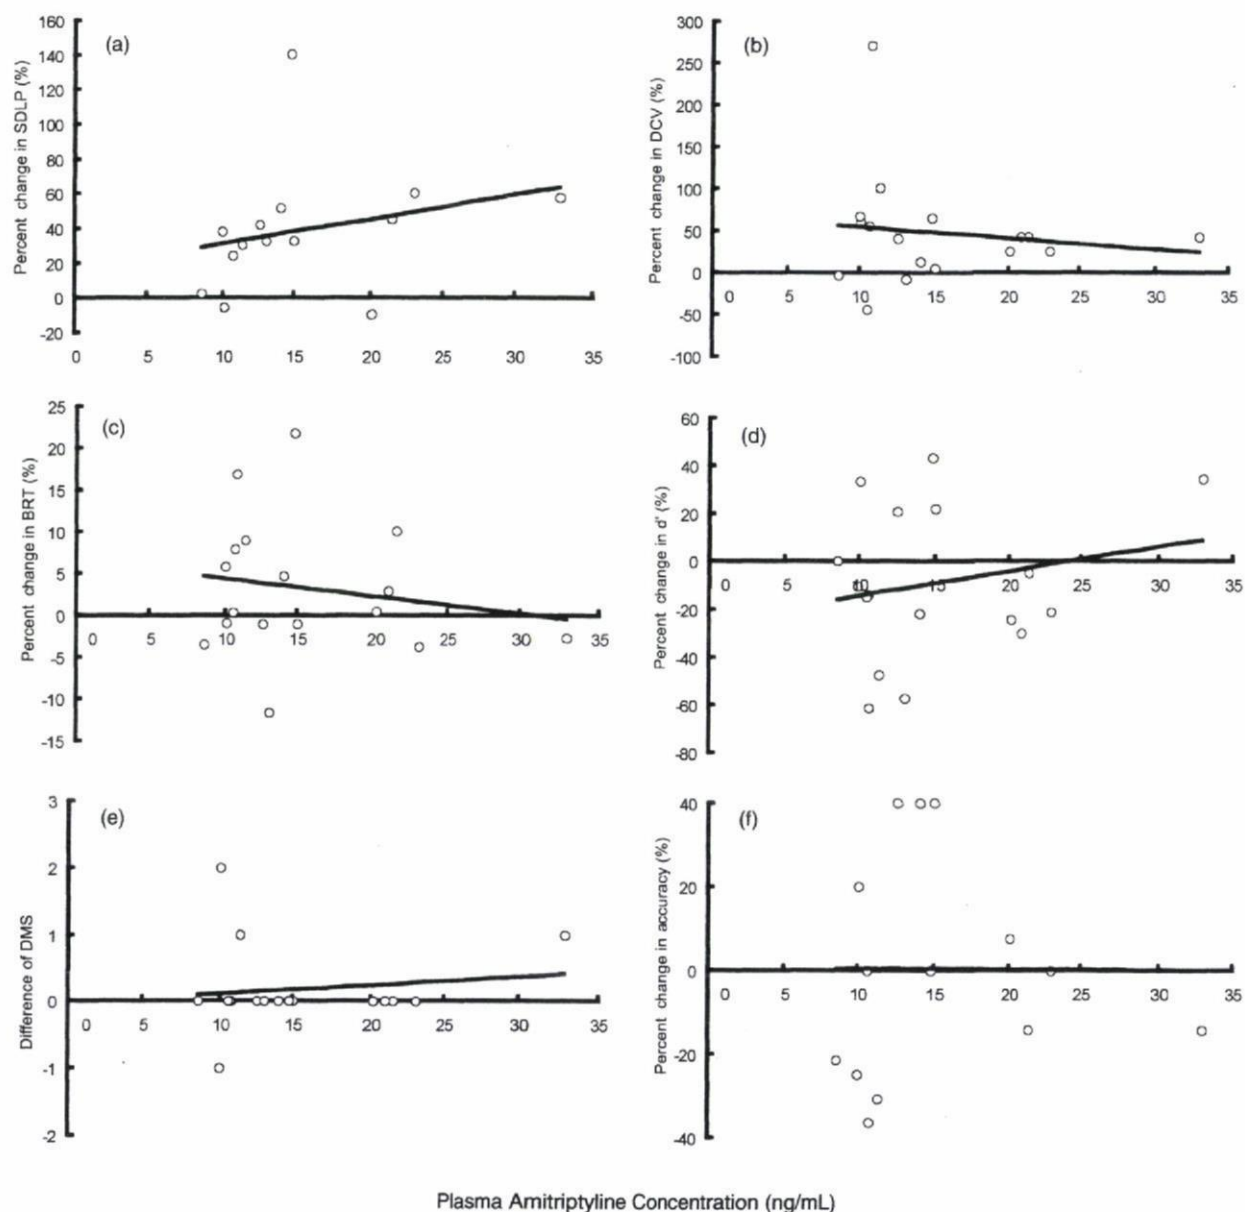 (a)
Percent change in SDLP (%)
160
140
120
100
80
60
40
20
0
-20
0 5 10 15 20 25 30 35
(b)
Percent change in DCV (%)
300
250
200
150
100
50
0
-50
-100
0 5 10 15 20 25 30 35
(c)
Percent change in BRT (%)
25
20
15
10
5
0
-5
-10
-15
0 5 10 15 20 25 30 35
(d)
Percent change in d' (%)
60
40
20
0
-20
-40
-60
-80
0 5 10 15 20 25 30 35
(e)
Difference of DMS
3
2
1
0
-1
-2
0 5 10 15 20 25 30 35
(f)
Percent change in accuracy (%)
40
20
0
-20
-40
0 5 10 15 20 25 30 35
Plasma Amitriptyline Concentration (ng/mL)